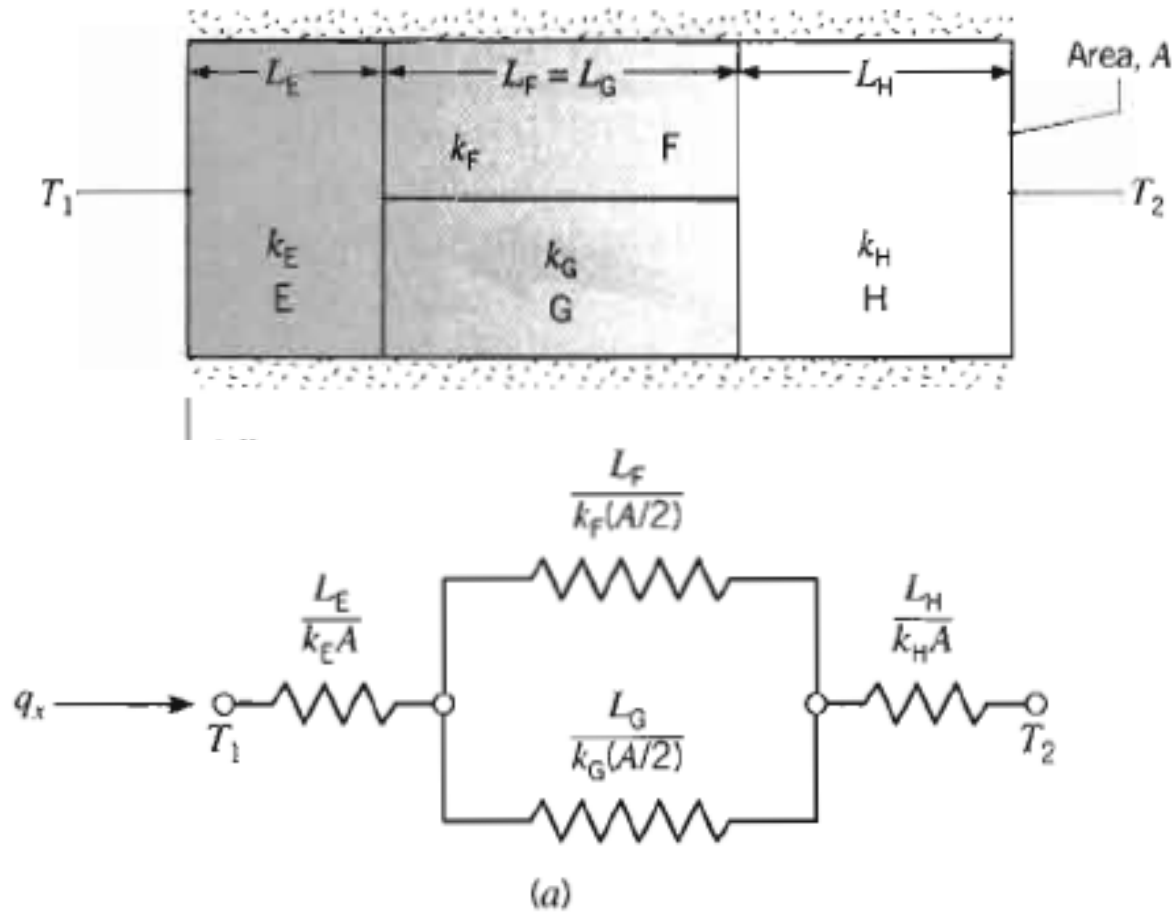 L_E L_F = L_G L_H Area, A
k_F F
T_1 T_2
k_E k_G k_H
E G H
L_F
k_F(A/2)
L_E L_H
k_E A k_H A
q_x L_G
T_1 k_G(A/2) T_2
(a)